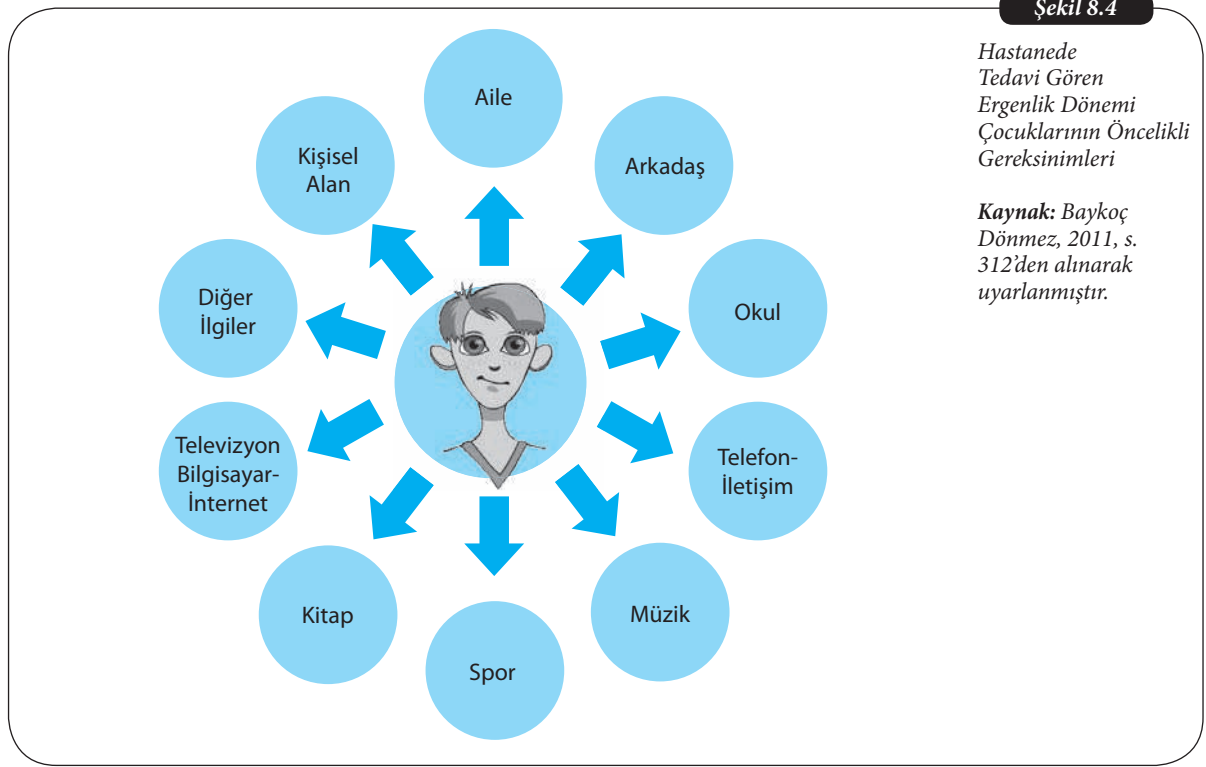 Şekil 8.4
Hastanede
Tedavi Gören
Ergenlik Dönemi
Çocuklarının Öncelikli
Gereksinimleri
Kaynak: Baykoç
Dönmez, 2011, s.
312’den alınarak
uyarlanmıştır.
Aile
Arkadaş
Okul
Telefon-
İletişim
Müzik
Spor
Kitap
Televizyon
Bilgisayar-
İnternet
Diğer
İlgiler
Kişisel
Alan